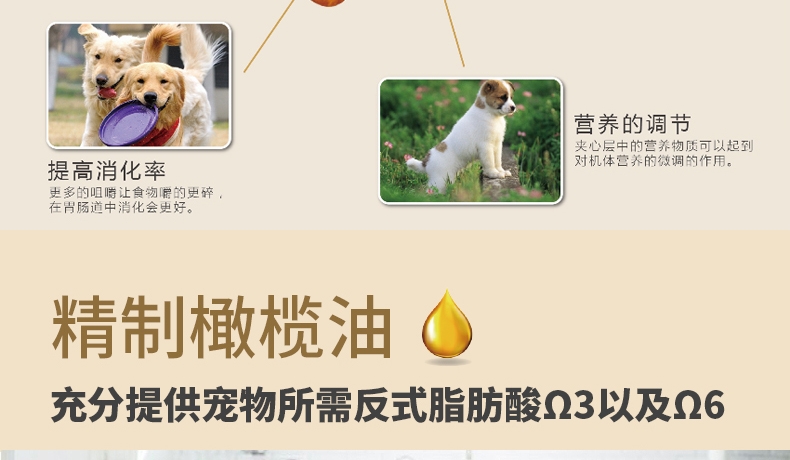 提高消化率
更多的咀嚼让食物嚼的更碎，
在胃肠道中消化会更好。
营养的调节
夹心层中的营养物质可以起到
对机体营养的微调的作用。
精制橄榄油
充分提供宠物所需反式脂肪酸Ω3以及Ω6